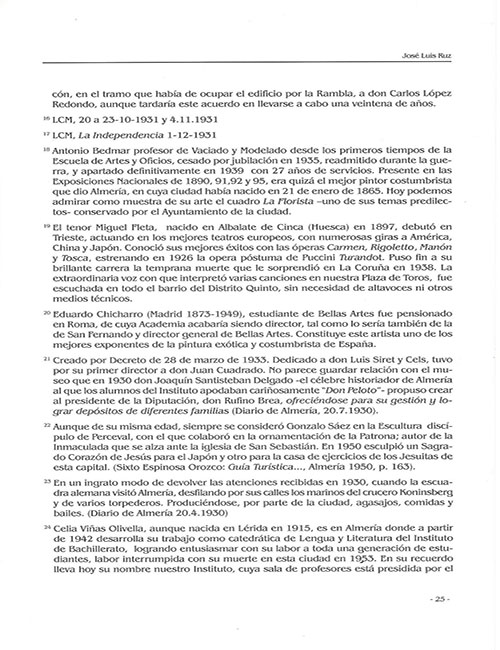 José Luis Ruz
cón, en el tramo que había de ocupar el edificio por la Rambla, a don Carlos López
Redondo, aunque tardaría este acuerdo en llevarse a cabo una veintena de años.
16 LCM, 20 a 23-10-1931 y 4.11.1931
17 LCM, La Independencia 1-12-1931
18 Antonio Bedmar profesor de Vaciado y Modelado desde los primeros tiempos de la
Escuela de Artes y Oficios, cesado por jubilación en 1935, readmitido durante la gue-
rra, y apartado definitivamente en 1939 con 27 años de servicios. Presente en las
Exposiciones Nacionales de 1890, 91,92 y 95, era quizá el mejor pintor costumbrista
que dio Almería, en cuya ciudad había nacido en 21 de enero de 1865. Hoy podemos
admirar como muestra de su arte el cuadro La Florista –uno de sus temas predilec-
tos- conservado por el Ayuntamiento de la ciudad.
19 El tenor Miguel Fleta, nacido en Albalate de Cinca (Huesca) en 1897, debutó en
Trieste, actuando en los mejores teatros europeos, con numerosas giras a América,
China y Japón. Conoció sus mejores éxitos con las óperas Carmen, Rigoletto, Manón
y Tosca, estrenando en 1926 la opera póstuma de Puccini Turandot. Puso fin a su
brillante carrera la temprana muerte que le sorprendió en La Coruña en 1938. La
extraordinaria voz con que interpretó varias canciones en nuestra Plaza de Toros, fue
escuchada en todo el barrio del Distrito Quinto, sin necesidad de altavoces ni otros
medios técnicos.
20 Eduardo Chicharro (Madrid 1873-1949), estudiante de Bellas Artes fue pensionado
en Roma, de cuya Academia acabaría siendo director, tal como lo sería también de la
de San Fernando y director general de Bellas Artes. Constituye este artista uno de los
mejores exponentes de la pintura exótica y costumbrista de España.
21 Creado por Decreto de 28 de marzo de 1933. Dedicado a don Luis Siret y Cels, tuvo
por su primer director a don Juan Cuadrado. No parece guardar relación con el mu-
seo que en 1930 don Joaquín Santisteban Delgado -el célebre historiador de Almería
al que los alumnos del Instituto apodaban cariñosamente "Don Peloto"- propuso crear
al presidente de la Diputación, don Rufino Brea, ofreciéndose para su gestión y lo-
grar depósitos de diferentes familias (Diario de Almería, 20.7.1930).
22 Aunque de su misma edad, siempre se consideró Gonzalo Sáez en la Escultura discí-
pulo de Perceval, con el que colaboró en la ornamentación de la Patrona; autor de la
Inmaculada que se alza ante la iglesia de San Sebastián. En 1950 esculpió un Sagra-
do Corazón de Jesús para el Japón y otro para la casa de ejercicios de los Jesuitas de
esta capital. (Sixto Espinosa Orozco: Guía Turística..., Almería 1950, p. 163).
23 En un ingrato modo de devolver las atenciones recibidas en 1930, cuando la escua-
dra alemana visitó Almería, desfilando por sus calles los marinos del crucero Koninsberg
y de varios torpederos. Produciéndose, por parte de la ciudad, agasajos, comidas y
bailes. (Diario de Almería 20.4.1930)
24 Celia Viñas Olivella, aunque nacida en Lérida en 1915, es en Almería donde a partir
de 1942 desarrolla su trabajo como catedrática de Lengua y Literatura del Instituto
de Bachillerato, logrando entusiasmar con su labor a toda una generación de estu-
diantes, labor interrumpida con su muerte en esta ciudad en 1953. En su recuerdo
lleva hoy su nombre nuestro Instituto, cuya sala de profesores está presidida por el
- 25 -